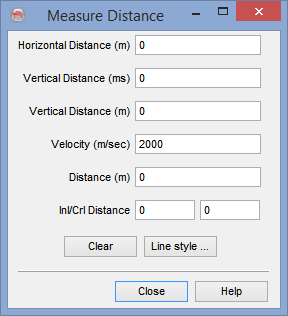 Measure Distance
Horizontal Distance (m) 0
Vertical Distance (ms) 0
Vertical Distance (m) 0
Velocity (m/sec) 2000
Distance (m) 0
Inl/Crl Distance 0 0
Clear Line style ...
Close Help